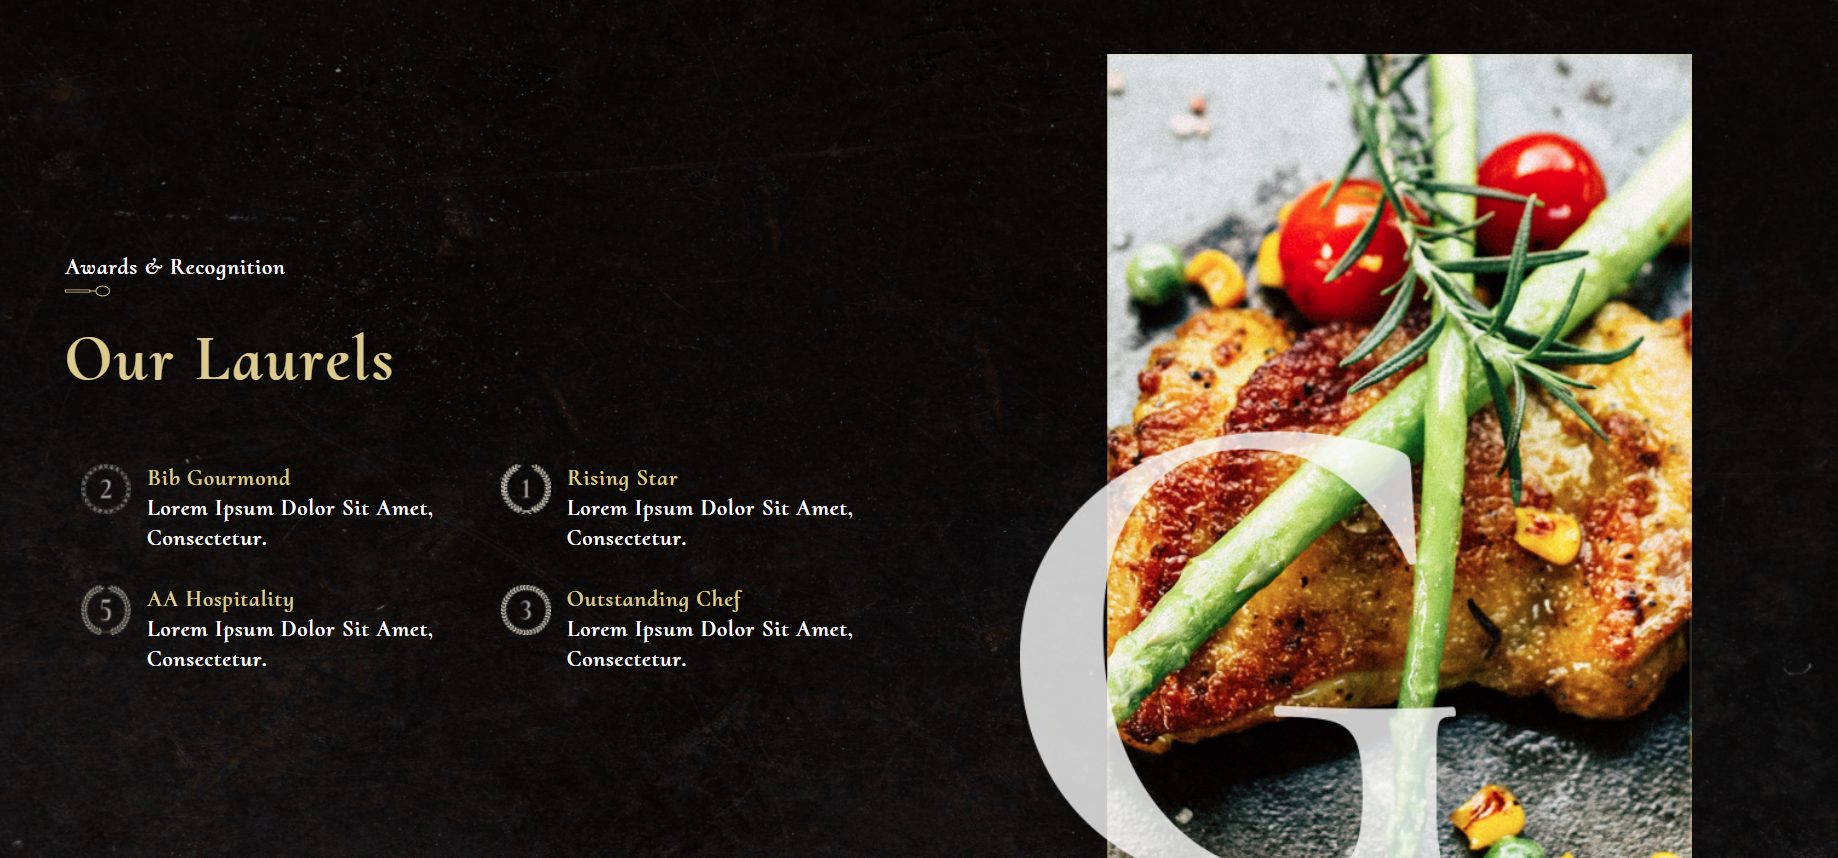 Awards & Recognition
Our Laurels
2
Bib Gourmond
Lorem Ipsum Dolor Sit Amet,
Consectetur.
1
Rising Star
Lorem Ipsum Dolor Sit Amet,
Consectetur.
5
AA Hospitality
Lorem Ipsum Dolor Sit Amet,
Consectetur.
3
Outstanding Chef
Lorem Ipsum Dolor Sit Amet,
Consectetur.
G